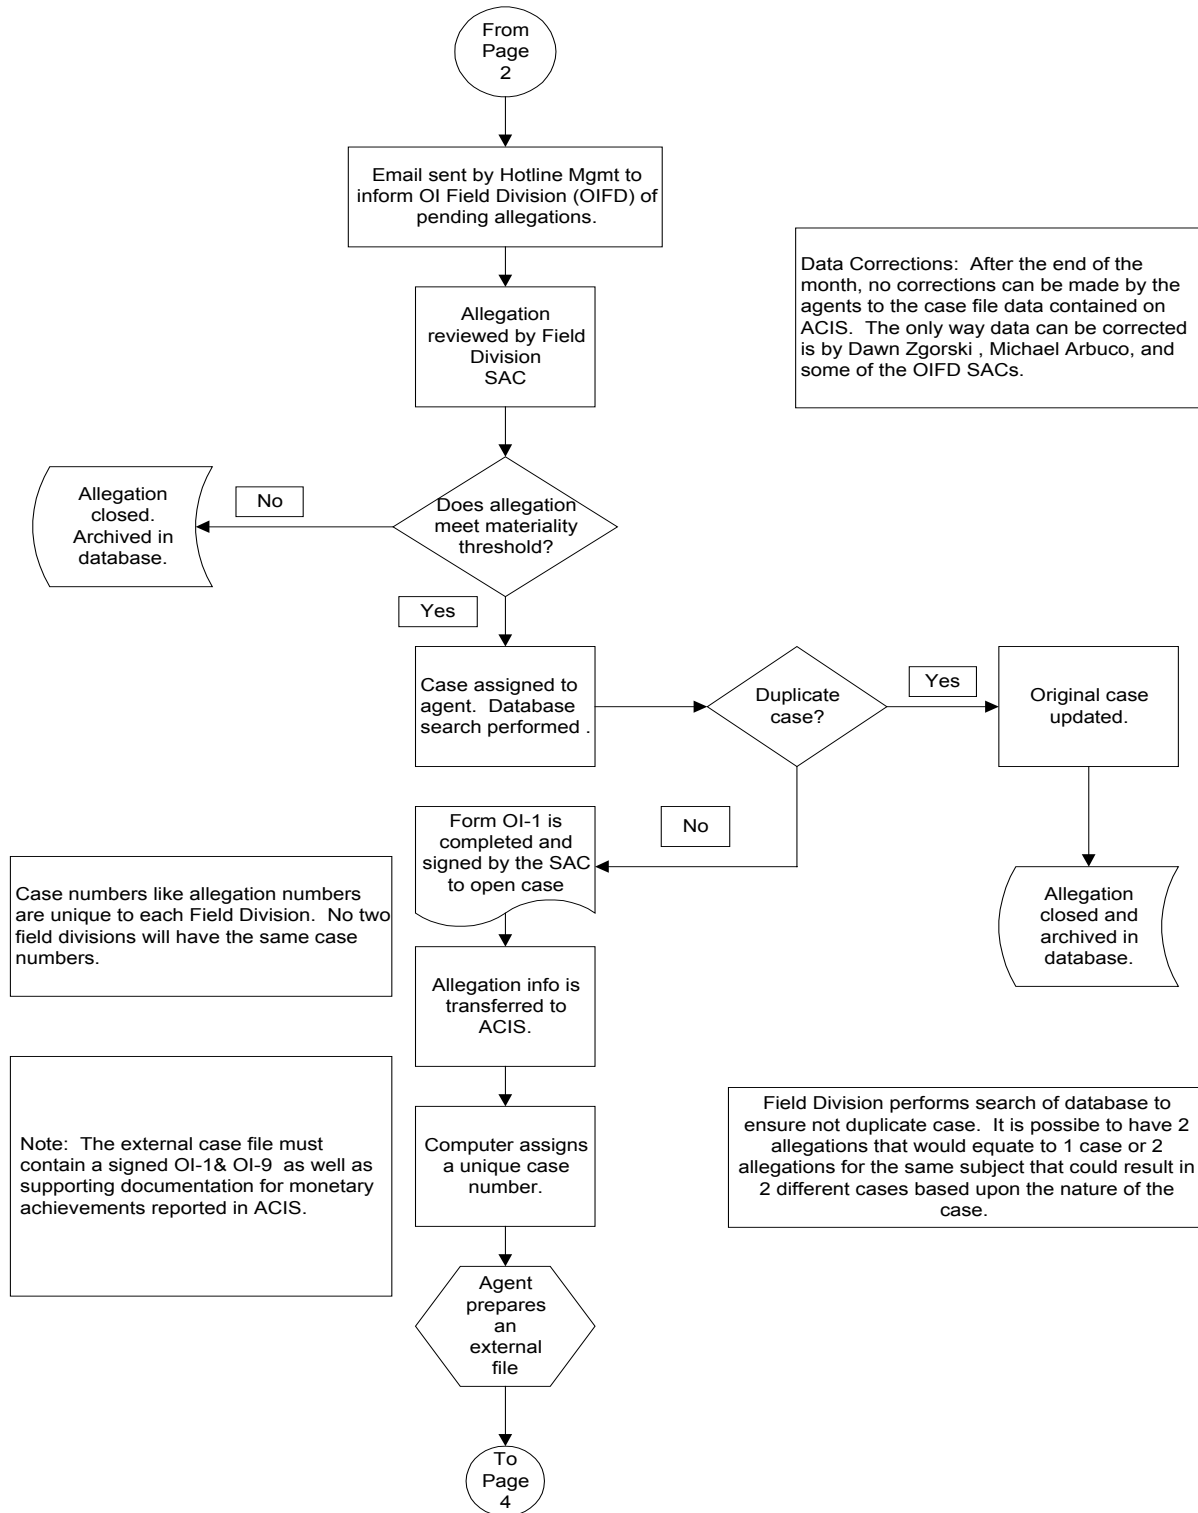 From
Page
2
Email sent by Hotline Mgmt to
inform OI Field Division (OIFD) of
pending allegations.
Data Corrections:  After the end of the
month, no corrections can be made by the
agents to the case file data contained on
ACIS.  The only way data can be corrected
is by Dawn Zgorski , Michael Arbuco, and
some of the OIFD SACs.
Allegation
reviewed by Field
Division
SAC
Does allegation
meet materiality
threshold?
No
Allegation
closed.
Archived in
database.
Yes
Case assigned to
agent.  Database
search performed .
Duplicate
case?
Yes
Original case
updated.
No
Form OI-1 is
completed and
signed by the SAC
to open case
Case numbers like allegation numbers
are unique to each Field Division.  No two
field divisions will have the same case
numbers.
Allegation
closed and
archived in
database.
Allegation info is
transferred to
ACIS.
Note:  The external case file must
contain a signed OI-1& OI-9  as well as
supporting documentation for monetary
achievements reported in ACIS.
Computer assigns
a unique case
number.
Field Division performs search of database to
ensure not duplicate case.  It is possibe to have 2
allegations that would equate to 1 case or 2
allegations for the same subject that could result in
2 different cases based upon the nature of the
case.
Agent
prepares
an
external
file
To
Page
4